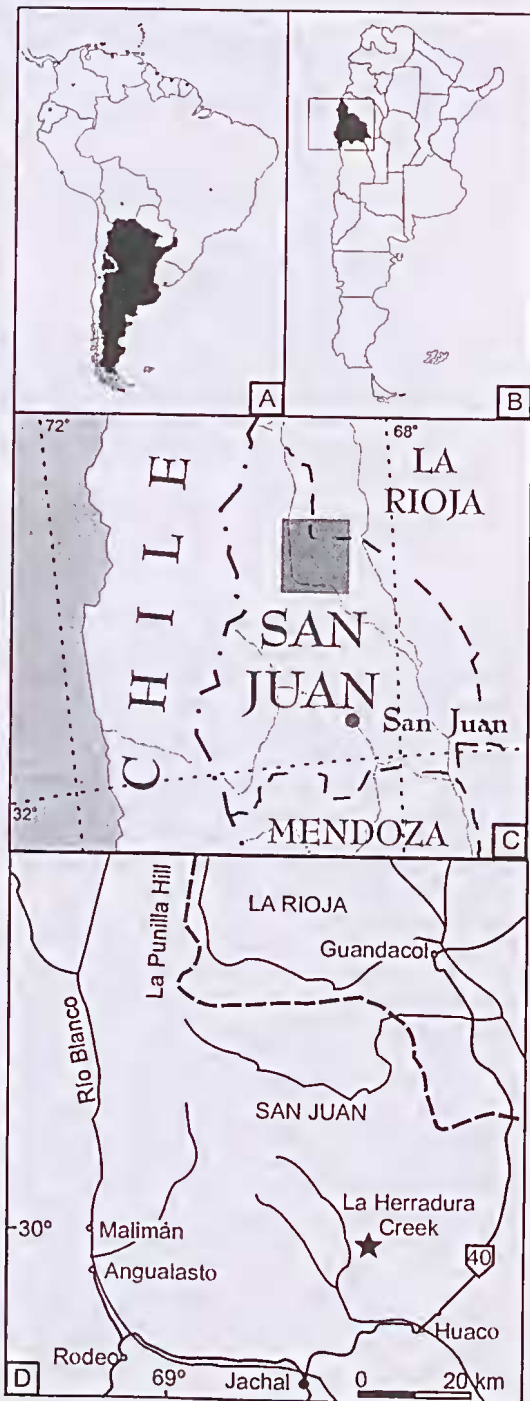 A
B
72°
68°
LA
RIOJA
CHILE
SAN
JUAN
San Juan
32°
MENDOZA
C
La Punilla Hill
LA RIOJA
Guandacol
Río Blanco
SAN JUAN
La Herradura
Creek
30°
Malimán
40
Angualasto
Huaco
Rodeo
D
69°
Jachal
0 20 km